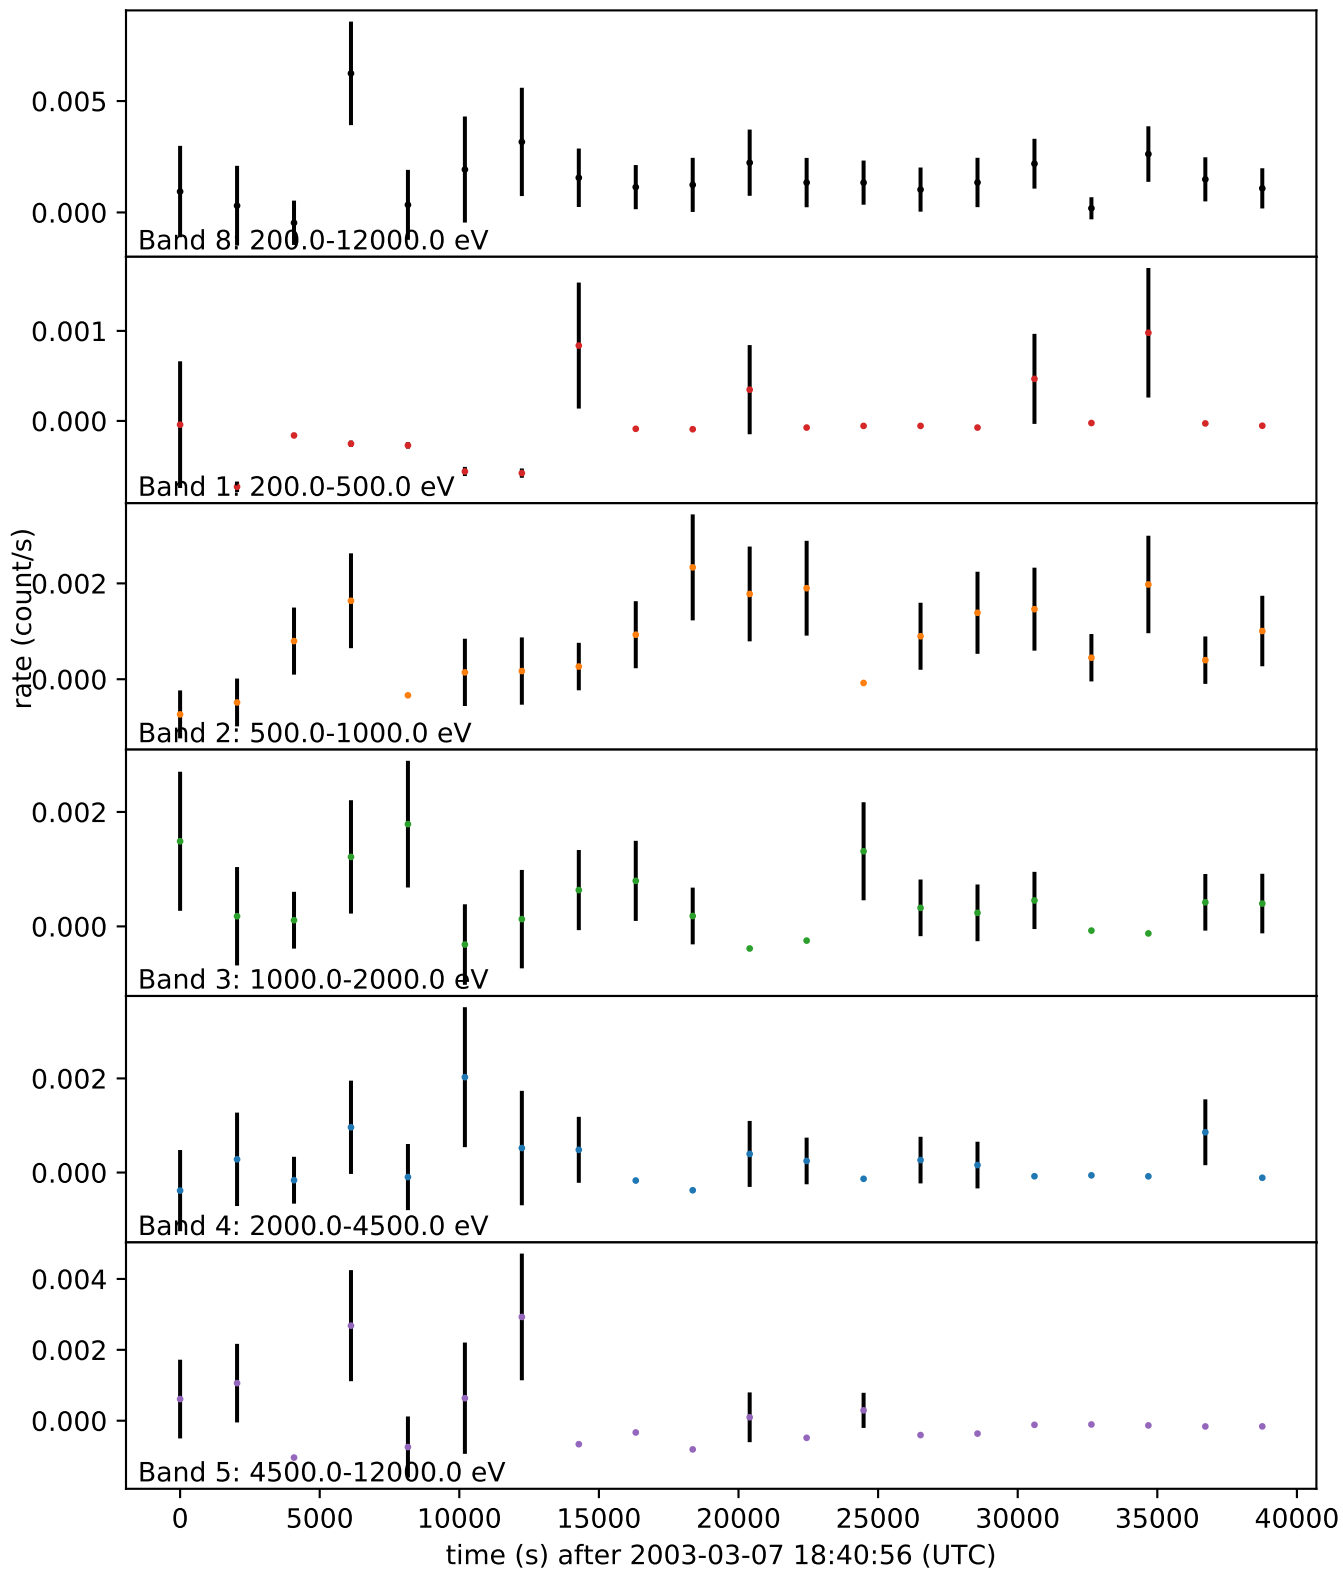 0.005
0.000
Band 8: 200.0-12000.0 eV
0.001
0.000
Band 1: 200.0-500.0 eV
rate (count/s)
0.002
0.000
Band 2: 500.0-1000.0 eV
0.002
0.000
Band 3: 1000.0-2000.0 eV
0.002
0.000
Band 4: 2000.0-4500.0 eV
0.004
0.002
0.000
Band 5: 4500.0-12000.0 eV
0 5000 10000 15000 20000 25000 30000 35000 40000
time (s) after 2003-03-07 18:40:56 (UTC)